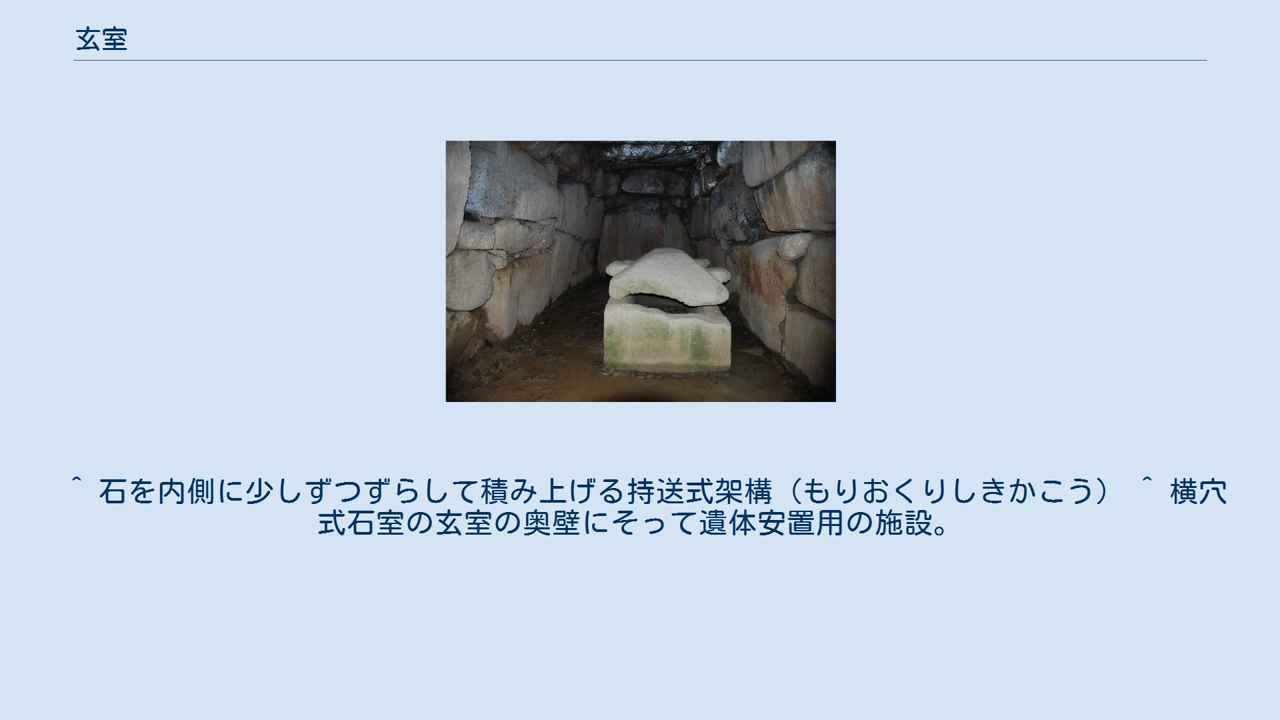 玄室
^ 石を内側に少しずつずらして積み上げる持送式架構（もりおくりしきかこう） ^ 横穴
式石室の玄室の奥壁にそって遺体安置用の施設。